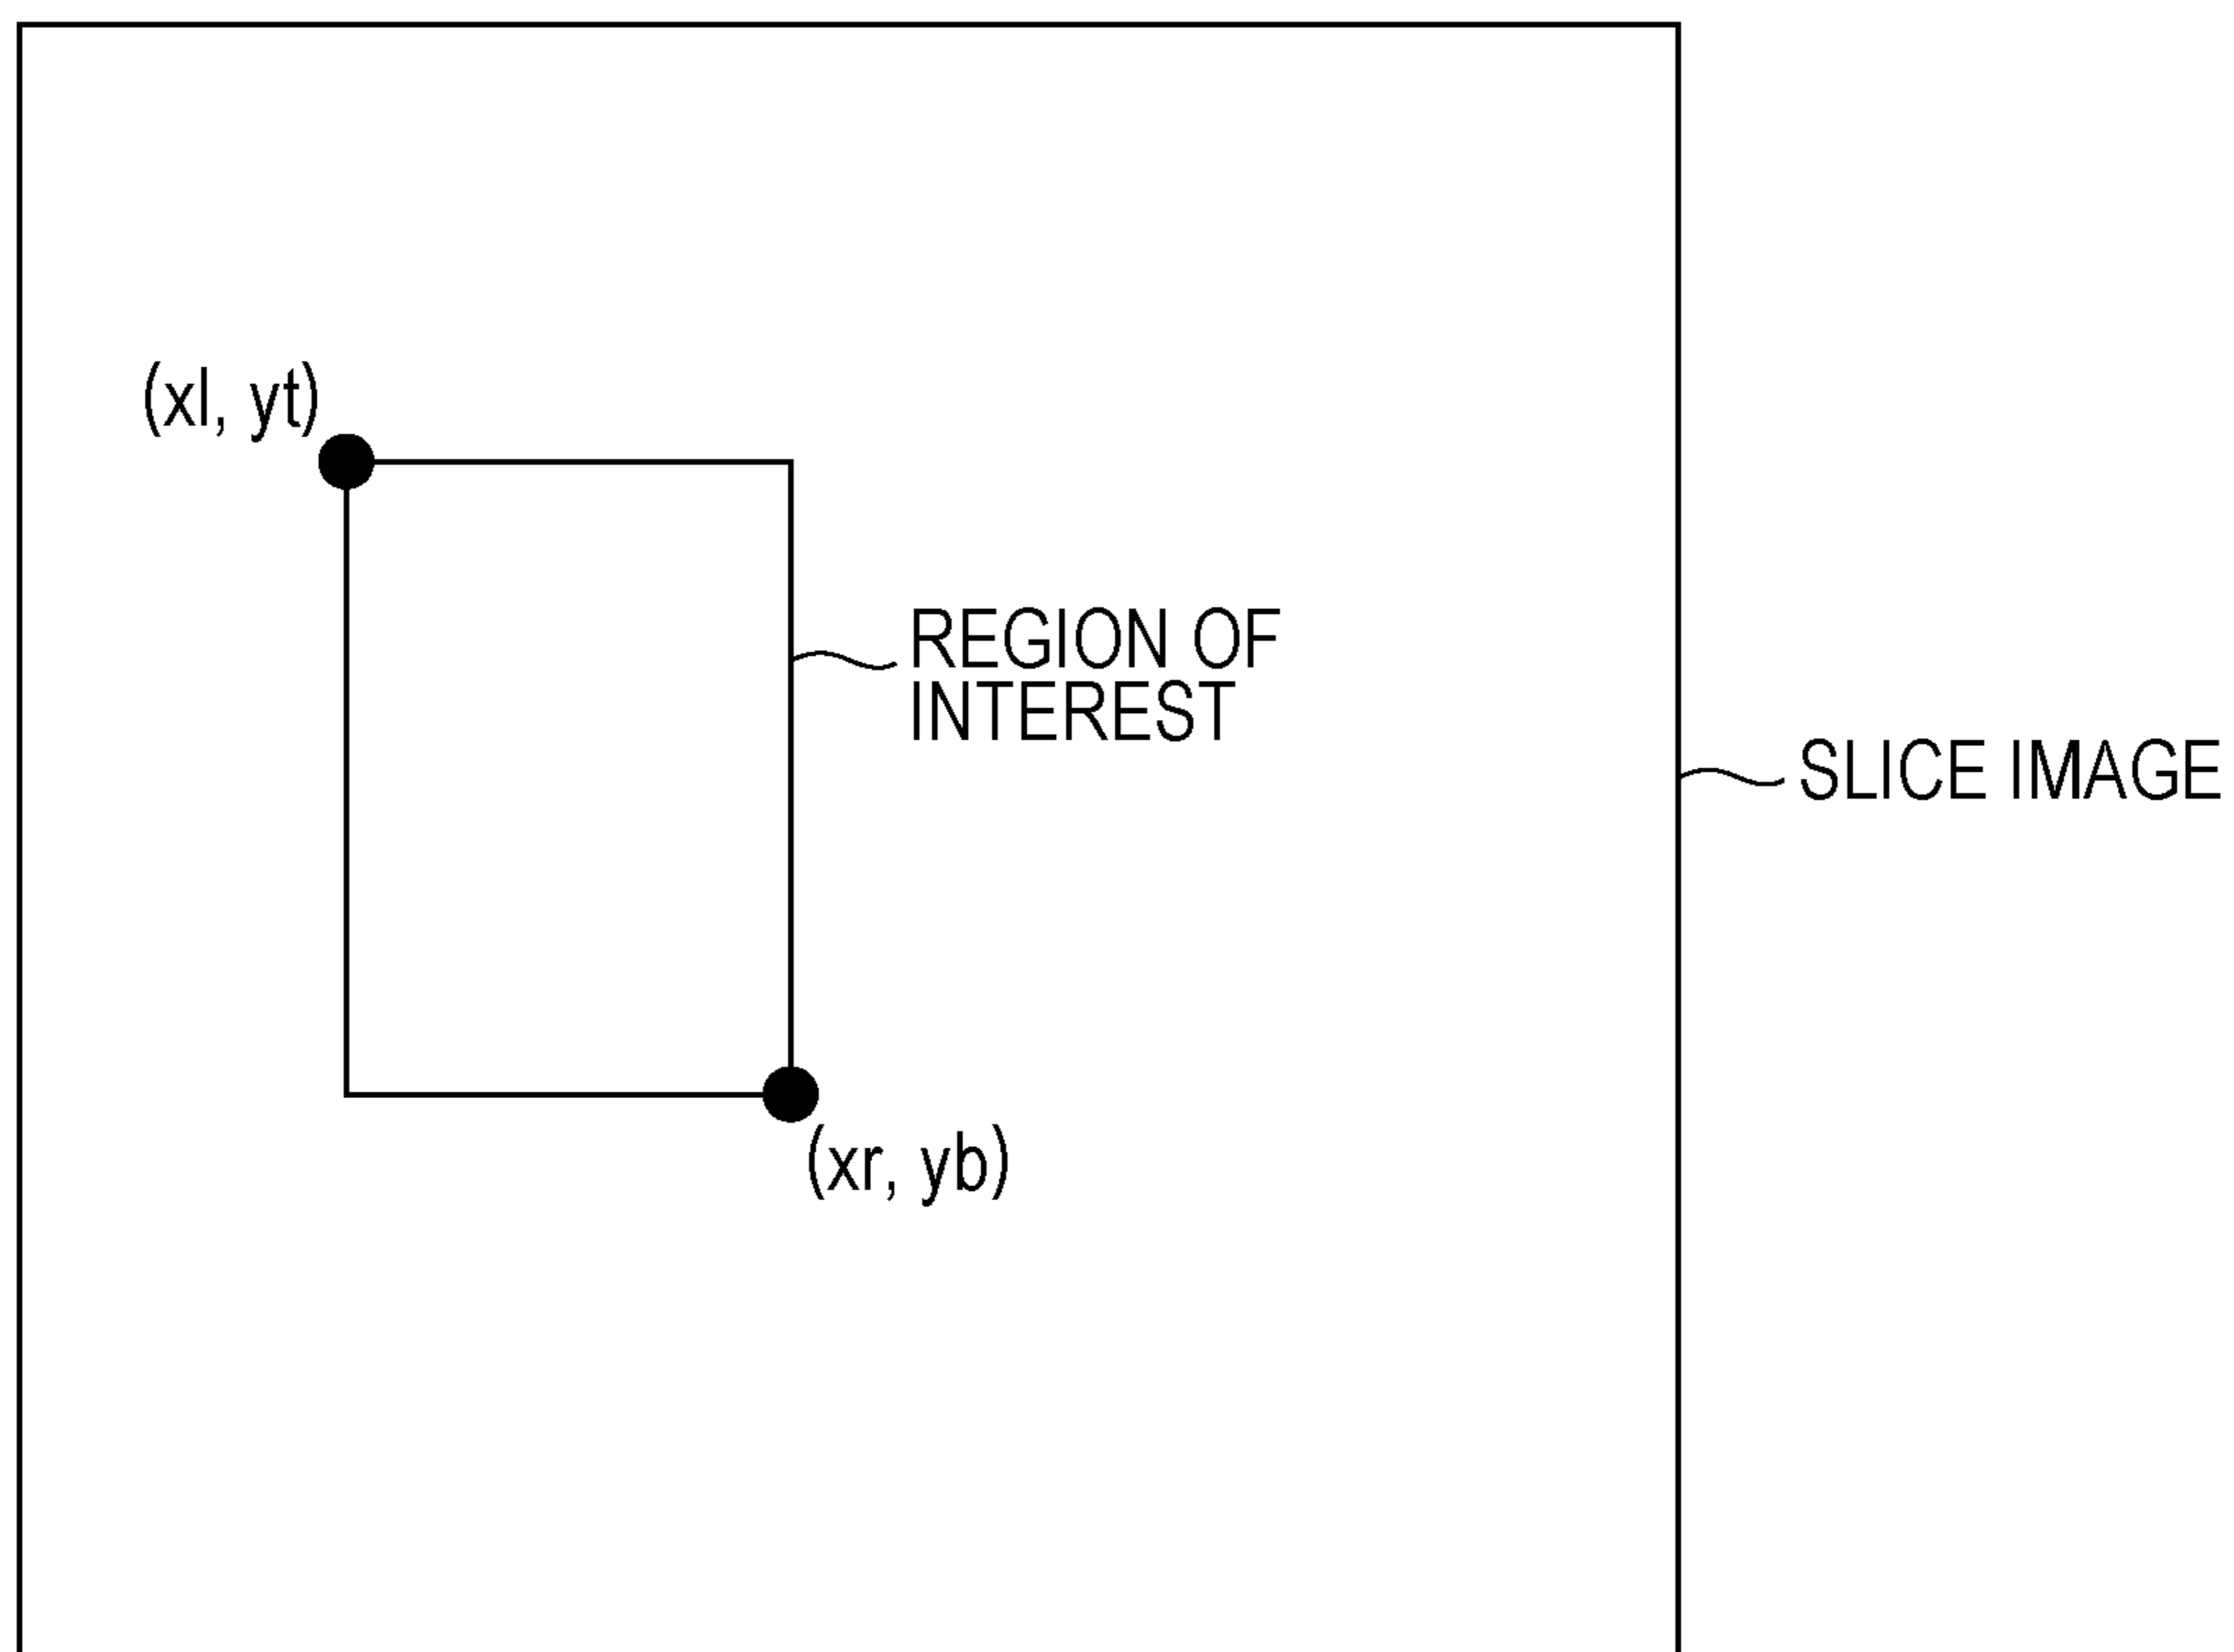 (xl, yt)
REGION OF
INTEREST
SLICE IMAGE
(xr, yb)